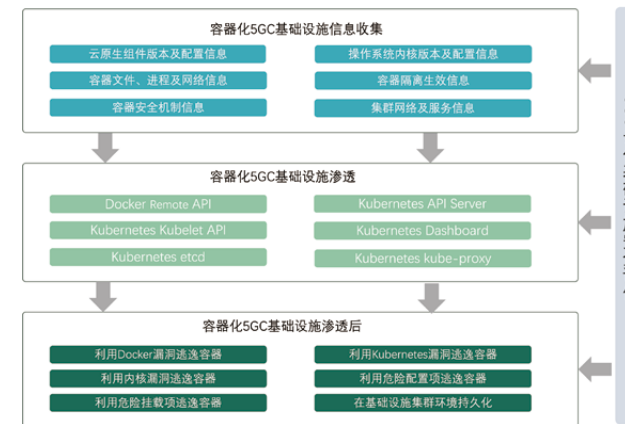 容器化5GC基础设施信息收集
云原生组件版本及配置信息
操作系统内核版本及配置信息
容器文件、进程及网络信息
容器隔离生效信息
容器安全机制信息
集群网络及服务信息
容器化5GC基础设施渗透
Docker Remote API
Kubernetes API Server
Kubernetes Kubelet API
Kubernetes Dashboard
Kubernetes etcd
Kubernetes kube-proxy
容器化5GC基础设施渗透后
利用Docker漏洞逃逸容器
利用Kubernetes漏洞逃逸容器
利用内核漏洞逃逸容器
利用危险配置项逃逸容器
利用危险挂载项逃逸容器
在基础设施集群环境持久化